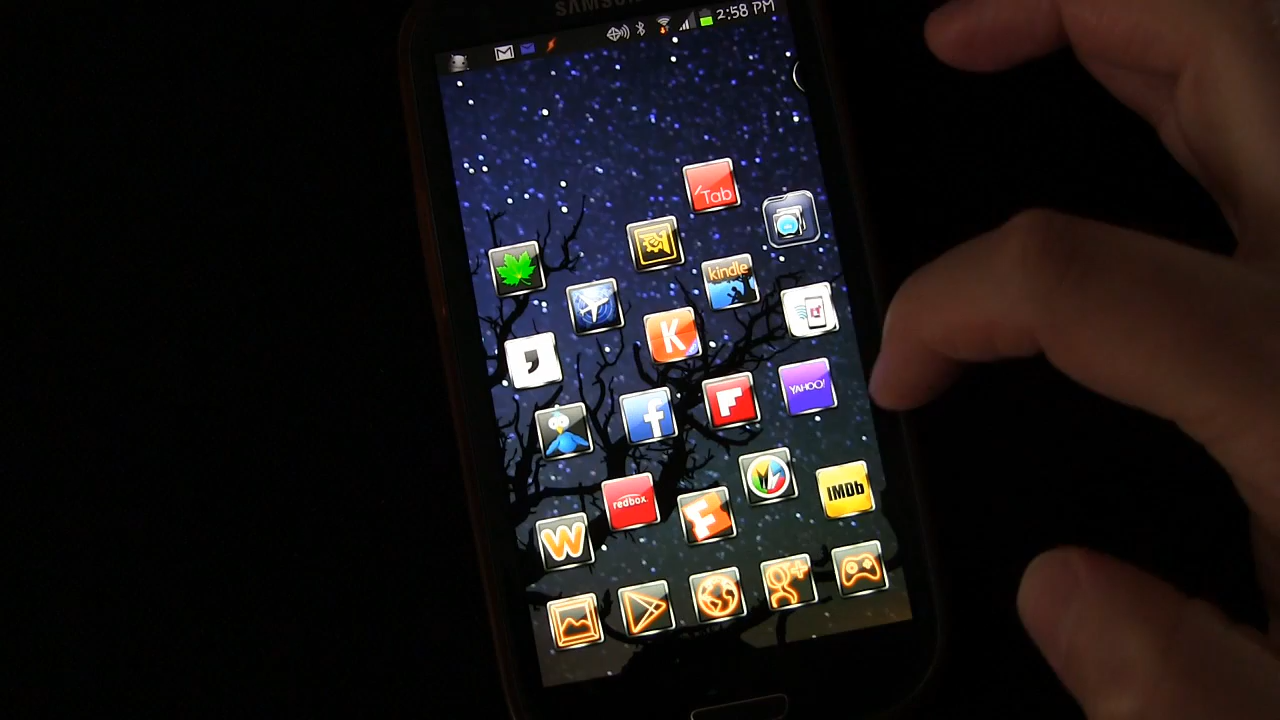 SAMSUNG
2:58 PM
Tab
kindle
K
,
f
F
YAHOO!
redbox.
F
IMDb
W
g+